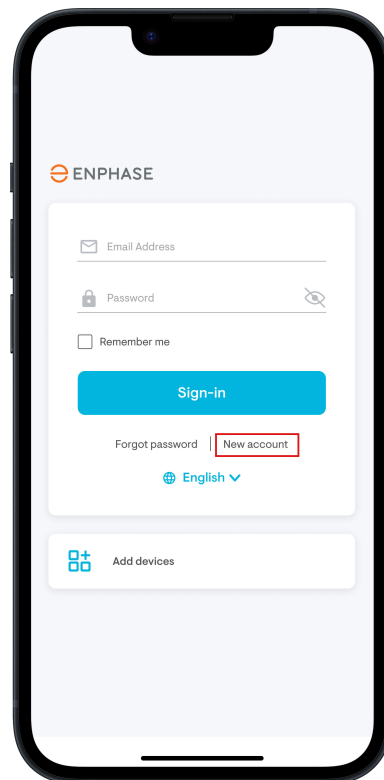 ENPHASE
Email Address
Password
Remember me
Sign-in
Forgot password | New account
English
Add devices